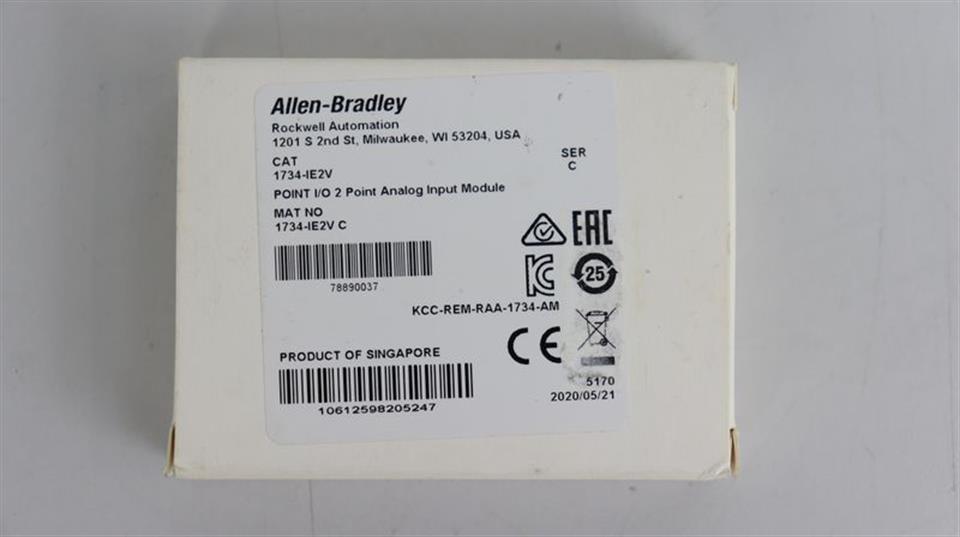 Allen-Bradley
Rockwell Automation
1201 S 2nd St, Milwaukee, WI 53204, USA
CAT
1734-IE2V
SER
C
POINT I/O 2 Point Analog Input Module
MAT NO
1734-IE2V C
78890037
EAC
KC
25
KCC-REM-RAA-1734-AM
CE
PRODUCT OF SINGAPORE
10612598205247
5170
2020/05/21